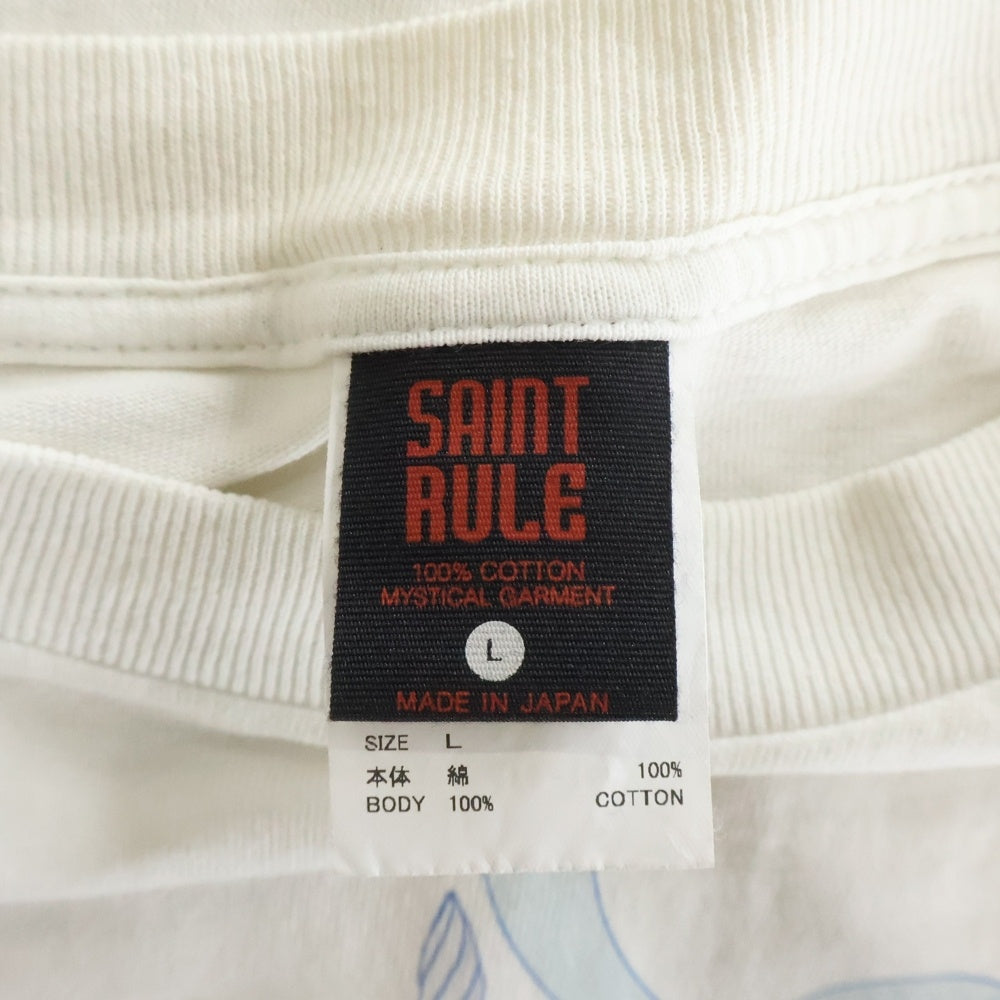 SAINT
RULE
100% COTTON
MYSTICAL GARMENT
L
MADE IN JAPAN
SIZE L
本体 綿 100%
BODY 100% COTTON